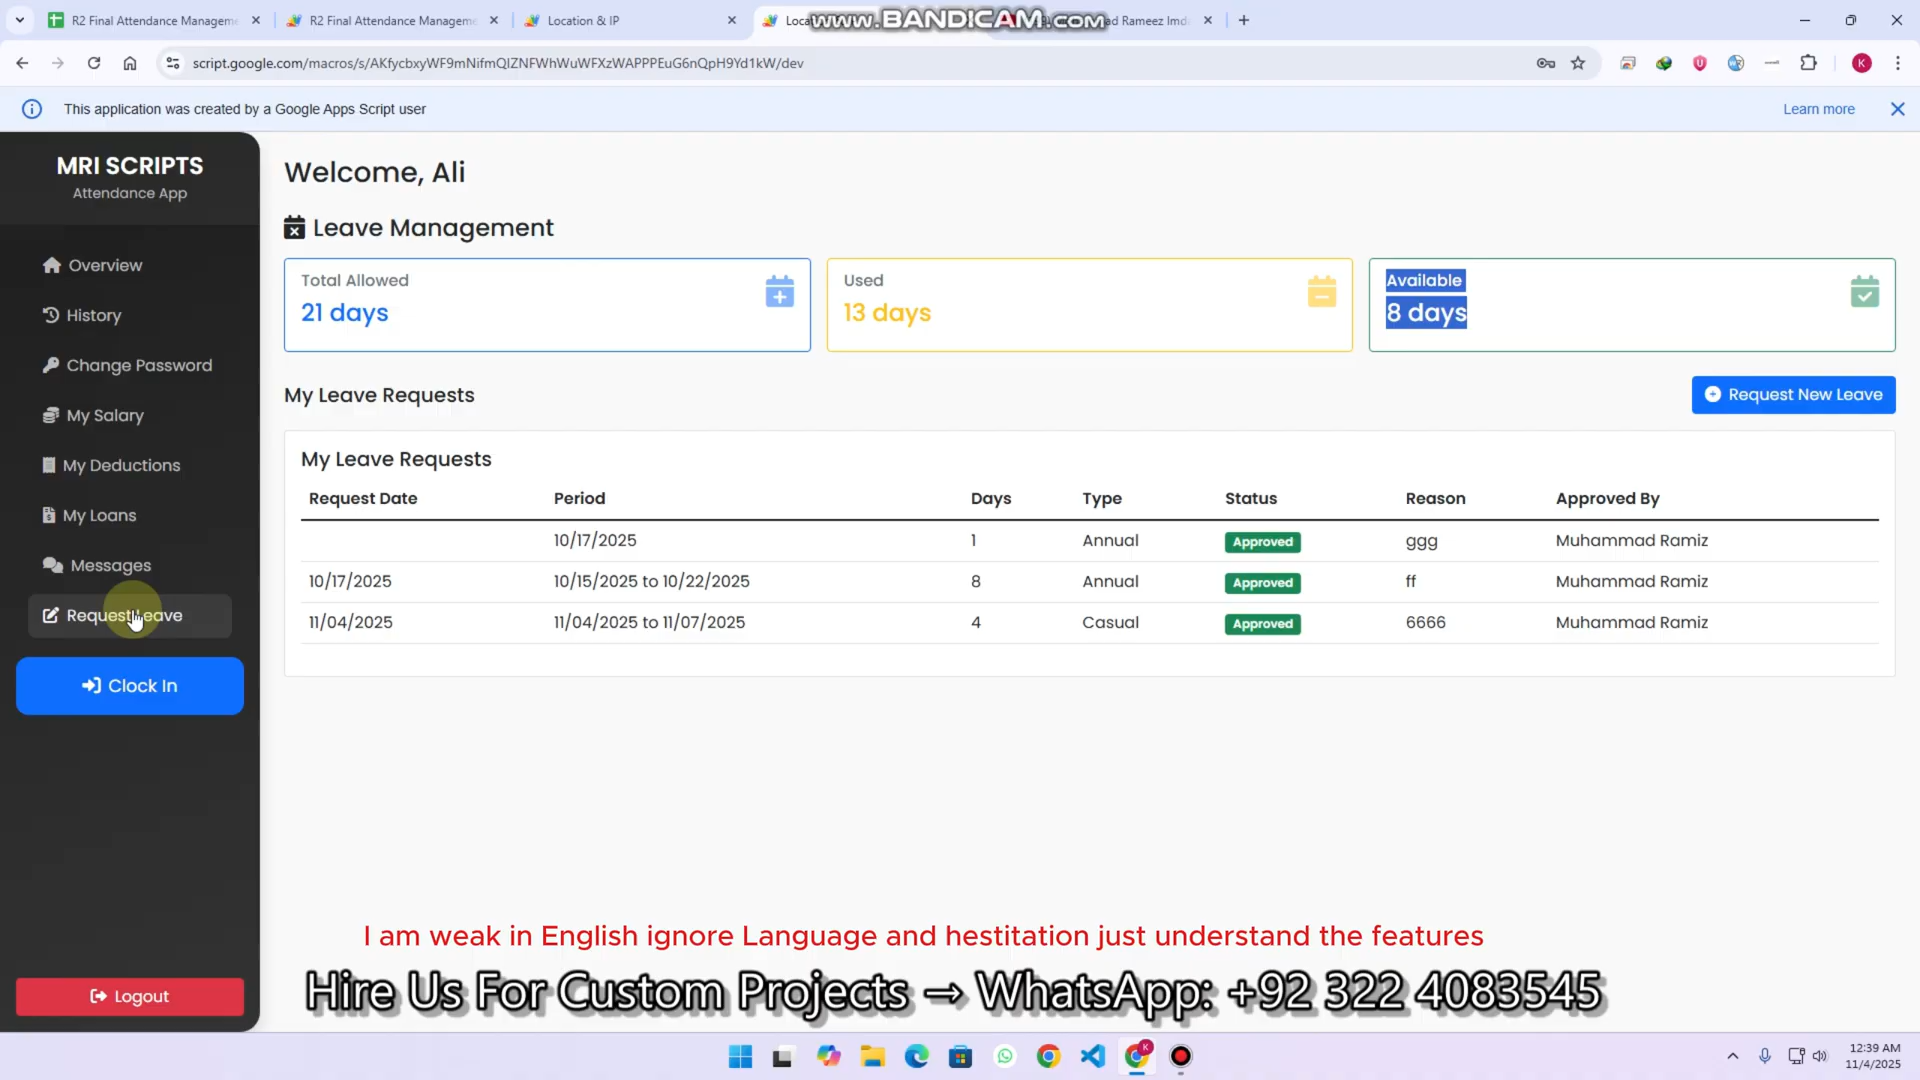 R2 Final Attendance Manageme
R2 Final Attendance Manageme
Location & IP
Loca
www.BANDICAM.com
ad Rameez Imd
script.google.com/macros/s/AKfycbxyWF9mNifmQIZNFWhWuWFXzWAPPPEuG6nQpH9Yd1kW/dev
K
This application was created by a Google Apps Script user
Learn more
MRI SCRIPTS
Attendance App
Overview
History
Change Password
My Salary
My Deductions
My Loans
Messages
Request Leave
Clock In
Logout
Welcome, Ali
Leave Management
Total Allowed
21 days
Used
13 days
Available
8 days
My Leave Requests
Request New Leave
My Leave Requests
Request Date Period Days Type Status Reason Approved By
10/17/2025 1 Annual Approved ggg Muhammad Ramiz
10/17/2025 10/15/2025 to 10/22/2025 8 Annual Approved ff Muhammad Ramiz
11/04/2025 11/04/2025 to 11/07/2025 4 Casual Approved 6666 Muhammad Ramiz
I am weak in English ignore Language and hestitation just understand the features
Hire Us For Custom Projects → WhatsApp: +92 322 4083545
12:39 AM
11/4/2025